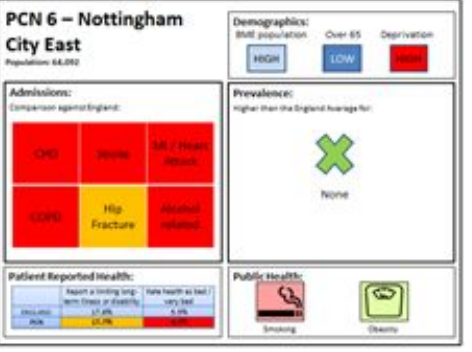 PCN 6 – Nottingham
City East
Population: 64,092
Demographics:
BME population Over 65 Deprivation
HIGH LOW HIGH
Admissions:
Comparison against England:
CHD Stroke MI / Heart
Attack
COPD Hip
Fracture Alcohol
related
Prevalence:
Higher than the England Average for:
None
Patient Reported Health:
Report a limiting long-
term illness or disability
Rate health as bad /
very bad
ENGLAND 17.6%
PCN
Public Health:
Smoking Obesity